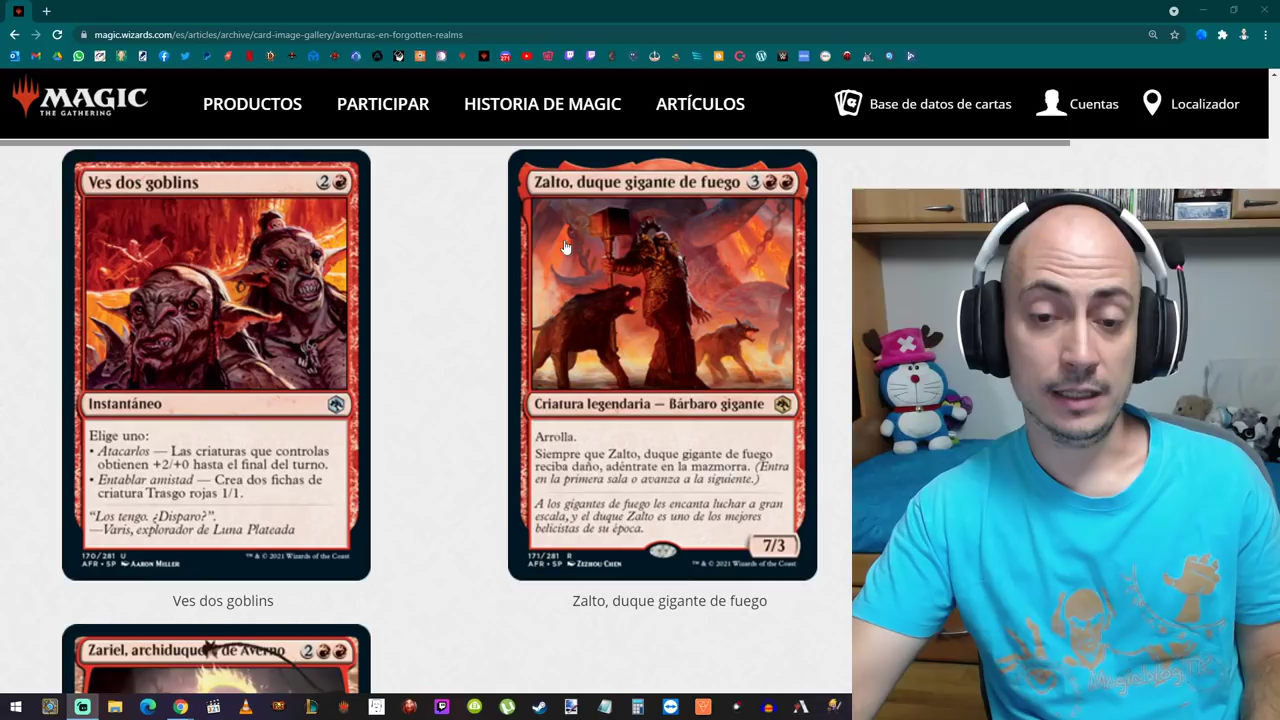 magic.wizards.com/es/articles/archive/card-image-gallery/aventuras-en-forgotten-realms
MAGIC
THE GATHERING
PRODUCTOS
PARTICIPAR
HISTORIA DE MAGIC
ARTÍCULOS
Base de datos de cartas
Cuentas
Localizador
Ves dos goblins 2
Instantáneo
Elige uno:
• Atacarlos — Las criaturas que controlas
obtienen +2/+0 hasta el final del turno.
• Entablar amistad — Crea dos fichas de
criatura Trasgo rojas 1/1.
"Los tengo. ¿Disparo?".
—Varis, explorador de Luna Plateada
170/281 U
AFR • SP AARON MILLER
™ & © 2021 Wizards of the Coast
Ves dos goblins
Zalto, duque gigante de fuego 3
Criatura legendaria — Bárbaro gigante
Arrolla.
Siempre que Zalto, duque gigante de fuego
reciba daño, adéntrate en la mazmorra. (Entra
en la primera sala o avanza a la siguiente.)
A los gigantes de fuego les encanta luchar a gran
escala, y el duque Zalto es uno de los mejores
belicistas de su época.
7/3
171/281 R
AFR • SP ZEZHOU CHEN
™ & © 2021 Wizards of the Coast
Zalto, duque gigante de fuego
Zariel, archiduquesa de Averno 2